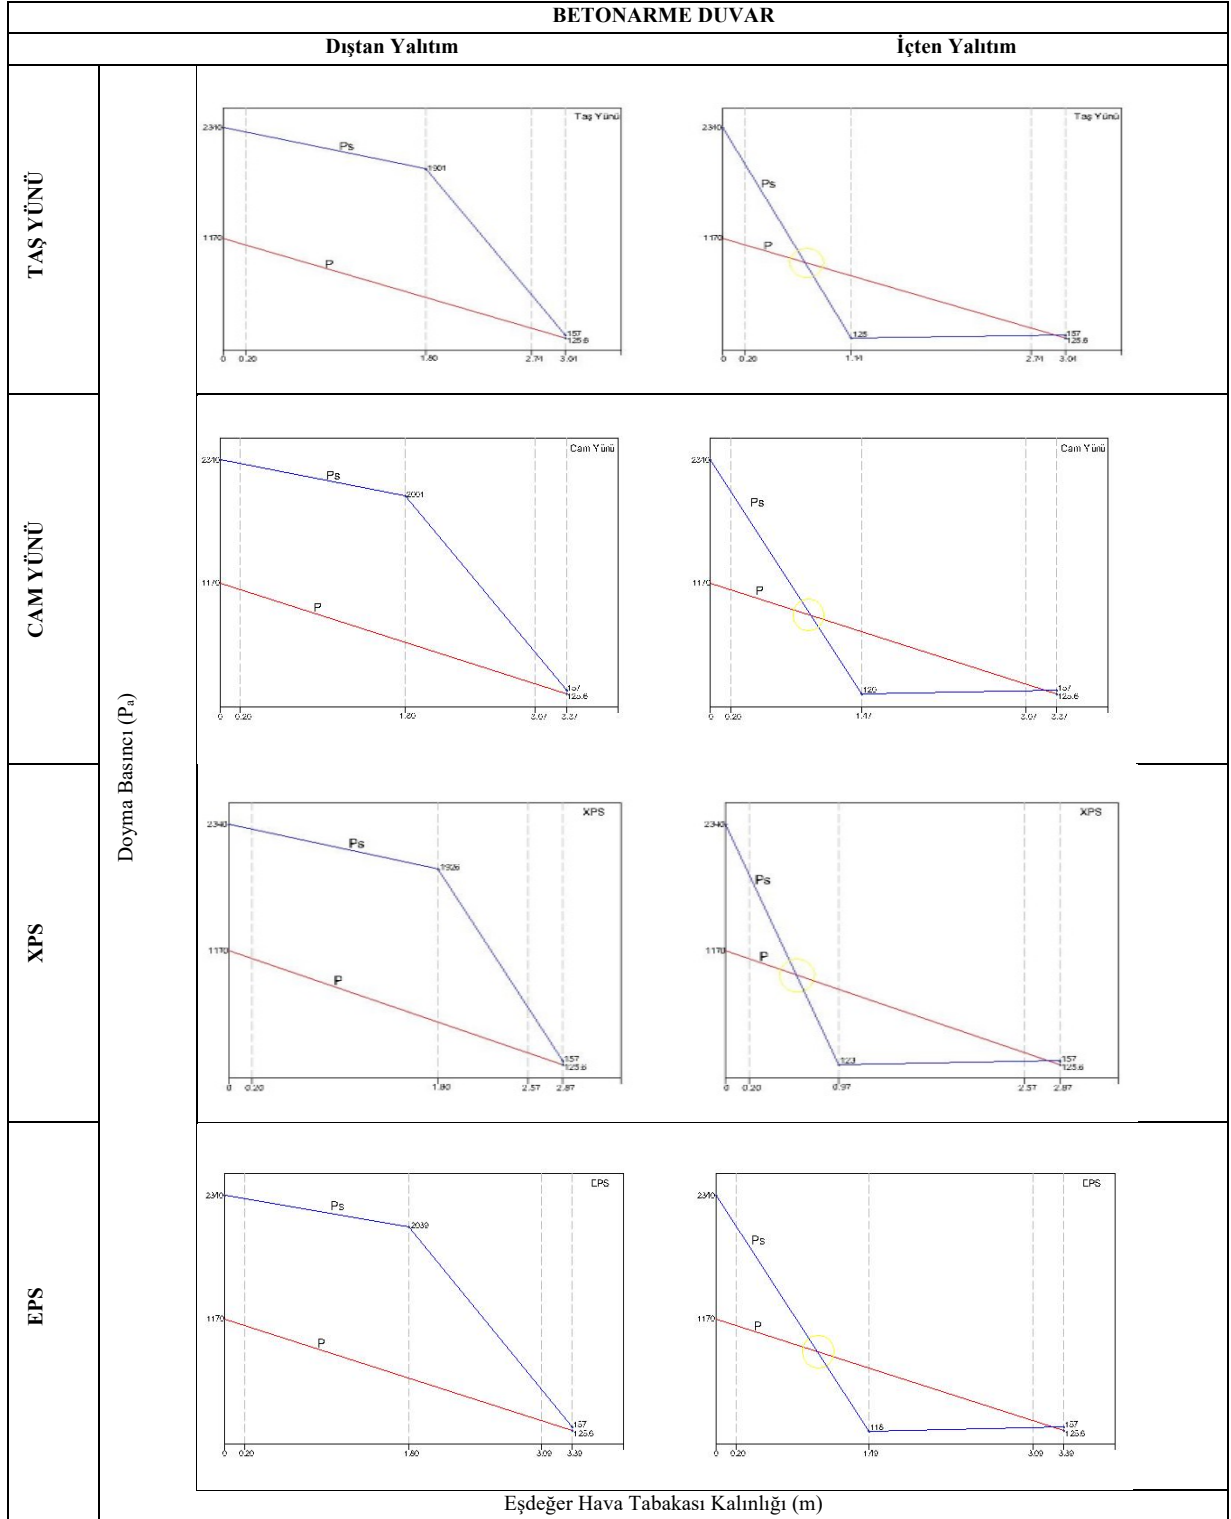 BETONARME DUVAR
Dıştan Yalıtım
İçten Yalıtım
TAŞ YÜNÜ
Taş Yünü
2340
Ps
1901
1170
P
157
125.6
0 0.20 1.80 2.74 3.04
Taş Yünü
2340
Ps
1170
P
125
157
125.6
0 0.20 1.14 2.74 3.04
CAM YÜNÜ
Cam Yünü
2340
Ps
2001
1170
P
157
125.6
0 0.20 1.80 3.07 3.37
Cam Yünü
2340
Ps
1170
P
120
157
125.6
0 0.20 1.47 3.07 3.37
Doyma Basıncı (Pa)
XPS
XPS
2340
Ps
1926
1170
P
157
125.6
0 0.20 1.80 2.57 2.87
XPS
2340
Ps
1170
P
123
157
125.6
0 0.20 0.97 2.57 2.87
EPS
EPS
2340
Ps
2039
1170
P
157
125.6
0 0.20 1.80 3.09 3.39
EPS
2340
Ps
1170
P
118
157
125.6
0 0.20 1.49 3.09 3.39
Eşdeğer Hava Tabakası Kalınlığı (m)